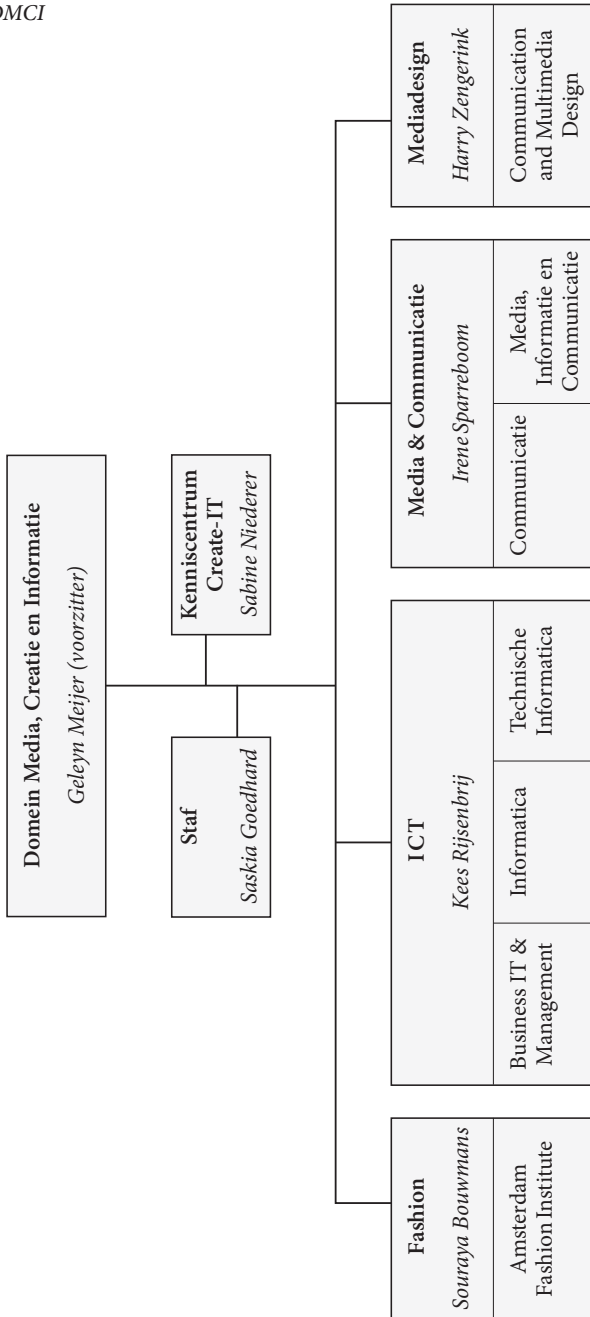 DMCI
Domein Media, Creatie en Informatie
Geleyn Meijer (voorzitter)
Staf
Saskia Goedhard
Kenniscentrum
Create-IT
Sabine Niederer
Fashion
Souraya Bouwmans
Amsterdam
Fashion Institute
ICT
Kees Rijsenbrij
Business IT &
Management
Informatica
Technische
Informatica
Media & Communicatie
Irene Sparreboom
Communicatie
Media,
Informatie en
Communicatie
Mediadesign
Harry Zengerink
Communication
and Multimedia
Design